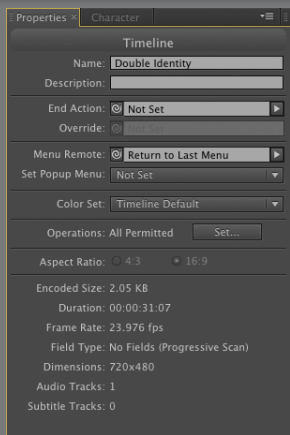 Properties × Character
Timeline
Name: Double Identity
Description:
End Action: Not Set
Override: Not Set
Menu Remote: Return to Last Menu
Set Popup Menu: Not Set
Color Set: Timeline Default
Operations: All Permitted Set...
Aspect Ratio: 4:3 16:9
Encoded Size: 2.05 KB
Duration: 00:00:31:07
Frame Rate: 23.976 fps
Field Type: No Fields (Progressive Scan)
Dimensions: 720x480
Audio Tracks: 1
Subtitle Tracks: 0